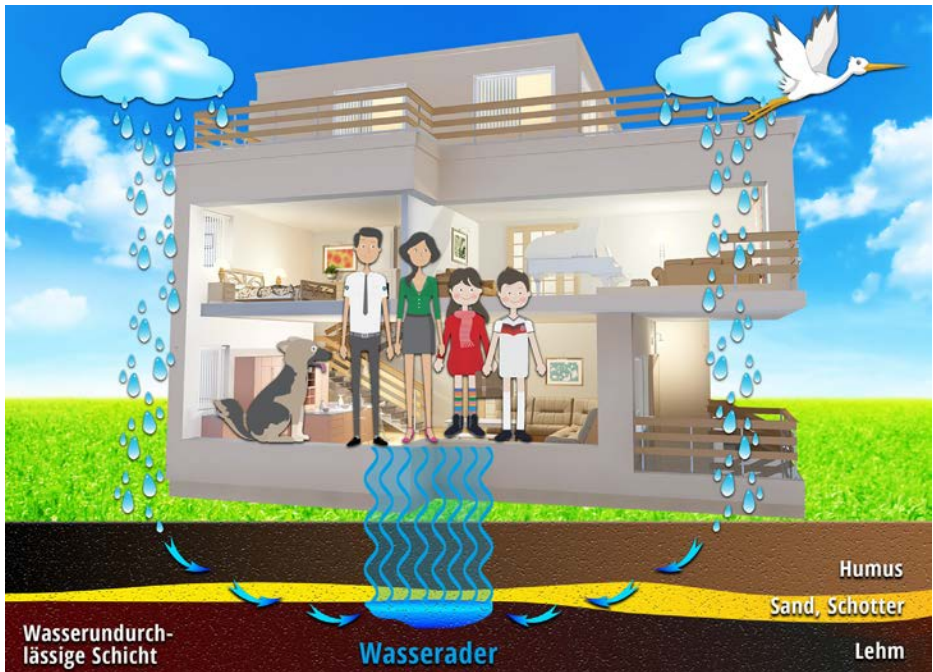 Humus
Sand, Schotter
Wasserundurch-
lässige Schicht
Wasserader
Lehm